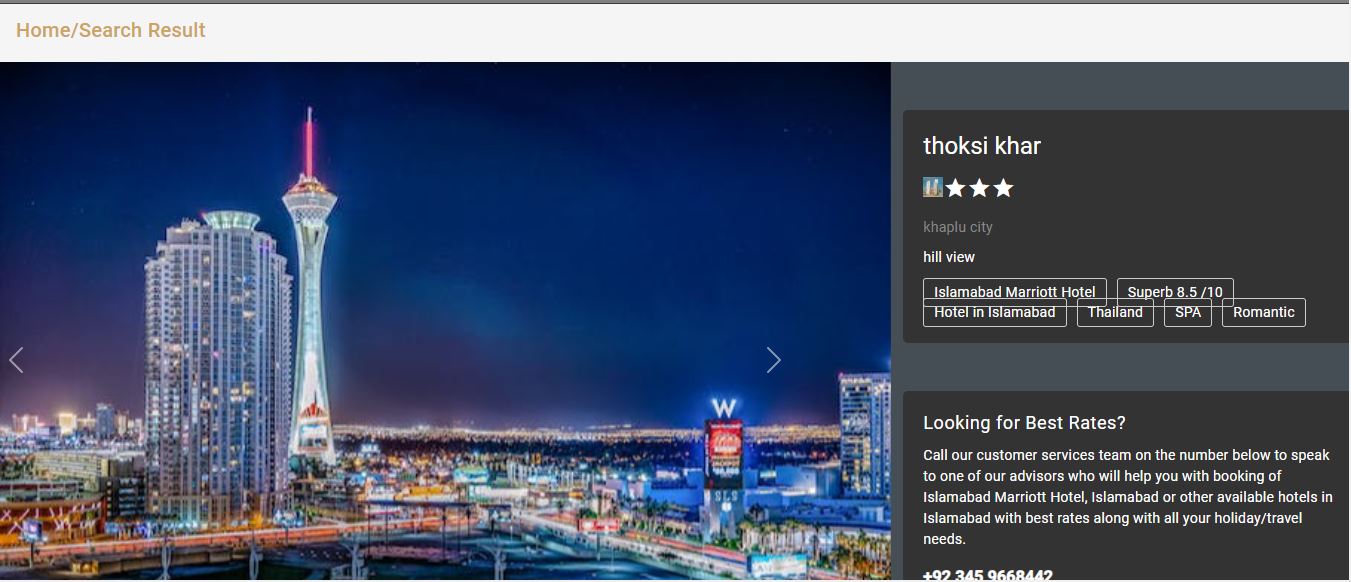 Home/Search Result
thoksi khar
khaplu city
hill view
Islamabad Marriott Hotel Superb 8.5 /10
Hotel in Islamabad Thailand SPA Romantic
W
SLS
Looking for Best Rates?
Call our customer services team on the number below to speak
to one of our advisors who will help you with booking of
Islamabad Marriott Hotel, Islamabad or other available hotels in
Islamabad with best rates along with all your holiday/travel
needs.
+92 345 9668442